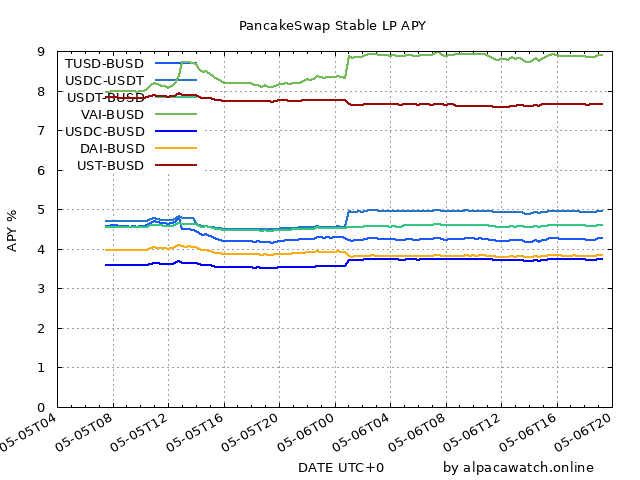 PancakeSwap Stable LP APY
APY %
9
8
7
6
5
4
3
2
1
0
TUSD-BUSD
USDC-USDT
USDT-BUSD
VAI-BUSD
USDC-BUSD
DAI-BUSD
UST-BUSD
05-05T04
05-05T08
05-05T12
05-05T16
05-05T20
05-06T00
05-06T04
05-06T08
05-06T12
05-06T16
05-06T20
DATE UTC+0
by alpacawatch.online